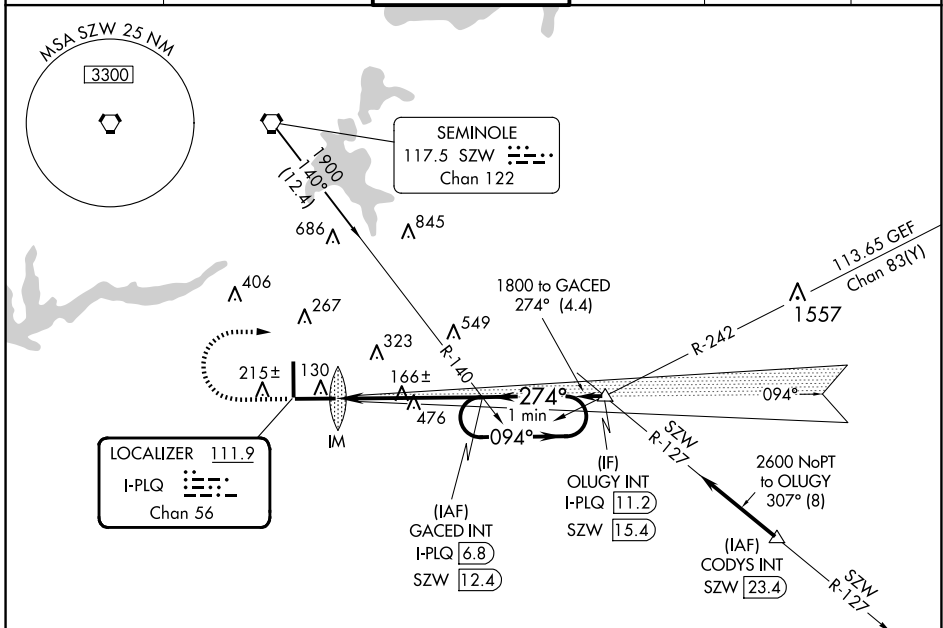 MSA SZW 25 NM
3300
SEMINOLE
117.5 SZW
Chan 122
1900
140°
(12.4)
686
845
113.65 GEF
Chan 83(Y)
406
267
1800 to GACED
274° (4.4)
1557
549
323
R-242
R-140
215±
130
166±
274°
094°
476
1 min
094°
IM
SZW
R-127
LOCALIZER 111.9
I-PLQ
Chan 56
(IF)
OLUGY INT
I-PLQ 11.2
SZW 15.4
2600 NoPT
to OLUGY
307° (8)
(IAF)
GACED INT
I-PLQ 6.8
SZW 12.4
(IAF)
CODYS INT
SZW 23.4
SZW
R-127